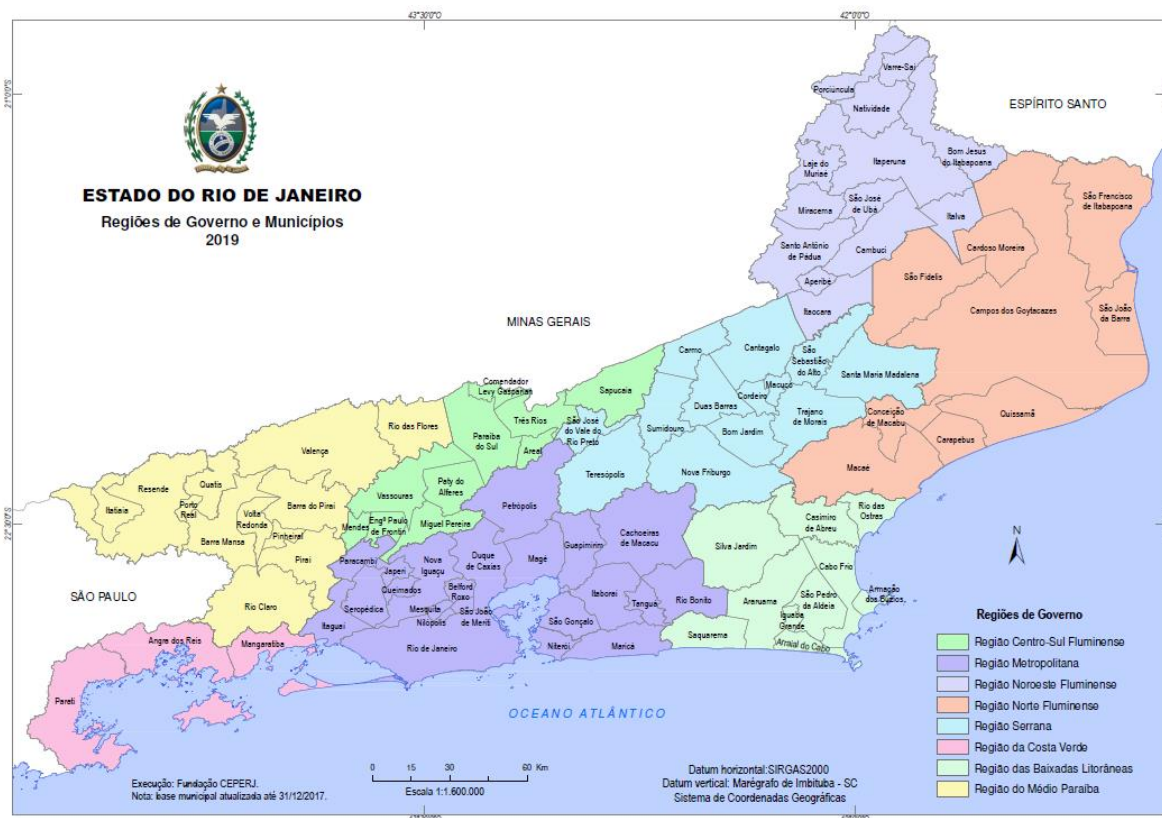 43°30'0"O
42°0'0"O
21°0'0"S
ESPÍRITO SANTO
ESTADO DO RIO DE JANEIRO
Regiões de Governo e Municípios
2019
Varre-Sai
Porciúncula
Natividade
Bom Jesus
do Itabapoana
Laje do
Muriaé
Itaperuna
São Francisco
de Itabapoana
Miracema
São José
de Ubá
Italva
Santo Antônio
de Pádua
Cambuci
Cardoso Moreira
São Fidelis
Aperibé
Itaocara
Campos dos Goytacazes
São João
da Barra
MINAS GERAIS
Carmo
Cantagalo
São
Sebastião
do Alto
Santa Maria Madalena
Macuco
Cordeiro
Duas Barras
Trajano
de Morais
Conceição
de Macabu
Quissamã
Carapebus
Macaé
Comendador
Levy Gasparian
Sapucaia
Três Rios
São José
do Vale do
Rio Preto
Sumidouro
Bom Jardim
Nova Friburgo
Teresópolis
Paraíba
do Sul
Areal
Rio das Flores
Valença
Vassouras
Paty do
Alferes
Petrópolis
Resende
Quatis
Itatiaia
Porto
Real
Volta
Redonda
Barra do Piraí
Barra Mansa
Pinheiral
Piraí
Mendes
Engº Paulo
de Frontin
Miguel Pereira
22°30'0"S
Rio das
Ostras
Casimiro
de Abreu
Cachoeiras
de Macacu
Guapimirim
Silva Jardim
Cabo Frio
Armação
dos Búzios
Paracambi
Japeri
Nova
Iguaçu
Duque
de Caxias
Magé
Queimados
Belford
Roxo
Seropédica
Mesquita
Nilópolis
São João
de Meriti
Itaguaí
Rio de Janeiro
Itaboraí
Tanguá
Rio Bonito
Araruama
São Pedro
da Aldeia
Iguaba
Grande
São Gonçalo
Niterói
Maricá
Saquarema
Arraial do Cabo
SÃO PAULO
Rio Claro
Angra dos Reis
Mangaratiba
Parati
N
OCEANO ATLÂNTICO
Regiões de Governo
Região Centro-Sul Fluminense
Região Metropolitana
Região Noroeste Fluminense
Região Norte Fluminense
Região Serrana
Região da Costa Verde
Região das Baixadas Litorâneas
Região do Médio Paraíba
Execução: Fundação CEPERJ.
Nota: base municipal atualizada até 31/12/2017.
0 15 30 60 Km
Escala 1:1.600.000
Datum horizontal:SIRGAS2000
Datum vertical: Marégrafo de Imbituba - SC
Sistema de Coordenadas Geográficas